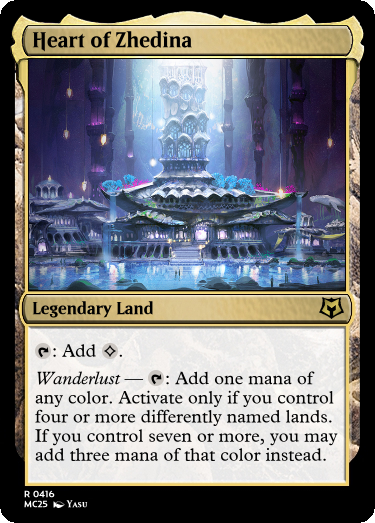 Heart of Zhedina
Legendary Land
: Add .
Wanderlust — : Add one mana of
any color. Activate only if you control
four or more differently named lands.
If you control seven or more, you may
add three mana of that color instead.
R 0416
MC25 Yasu